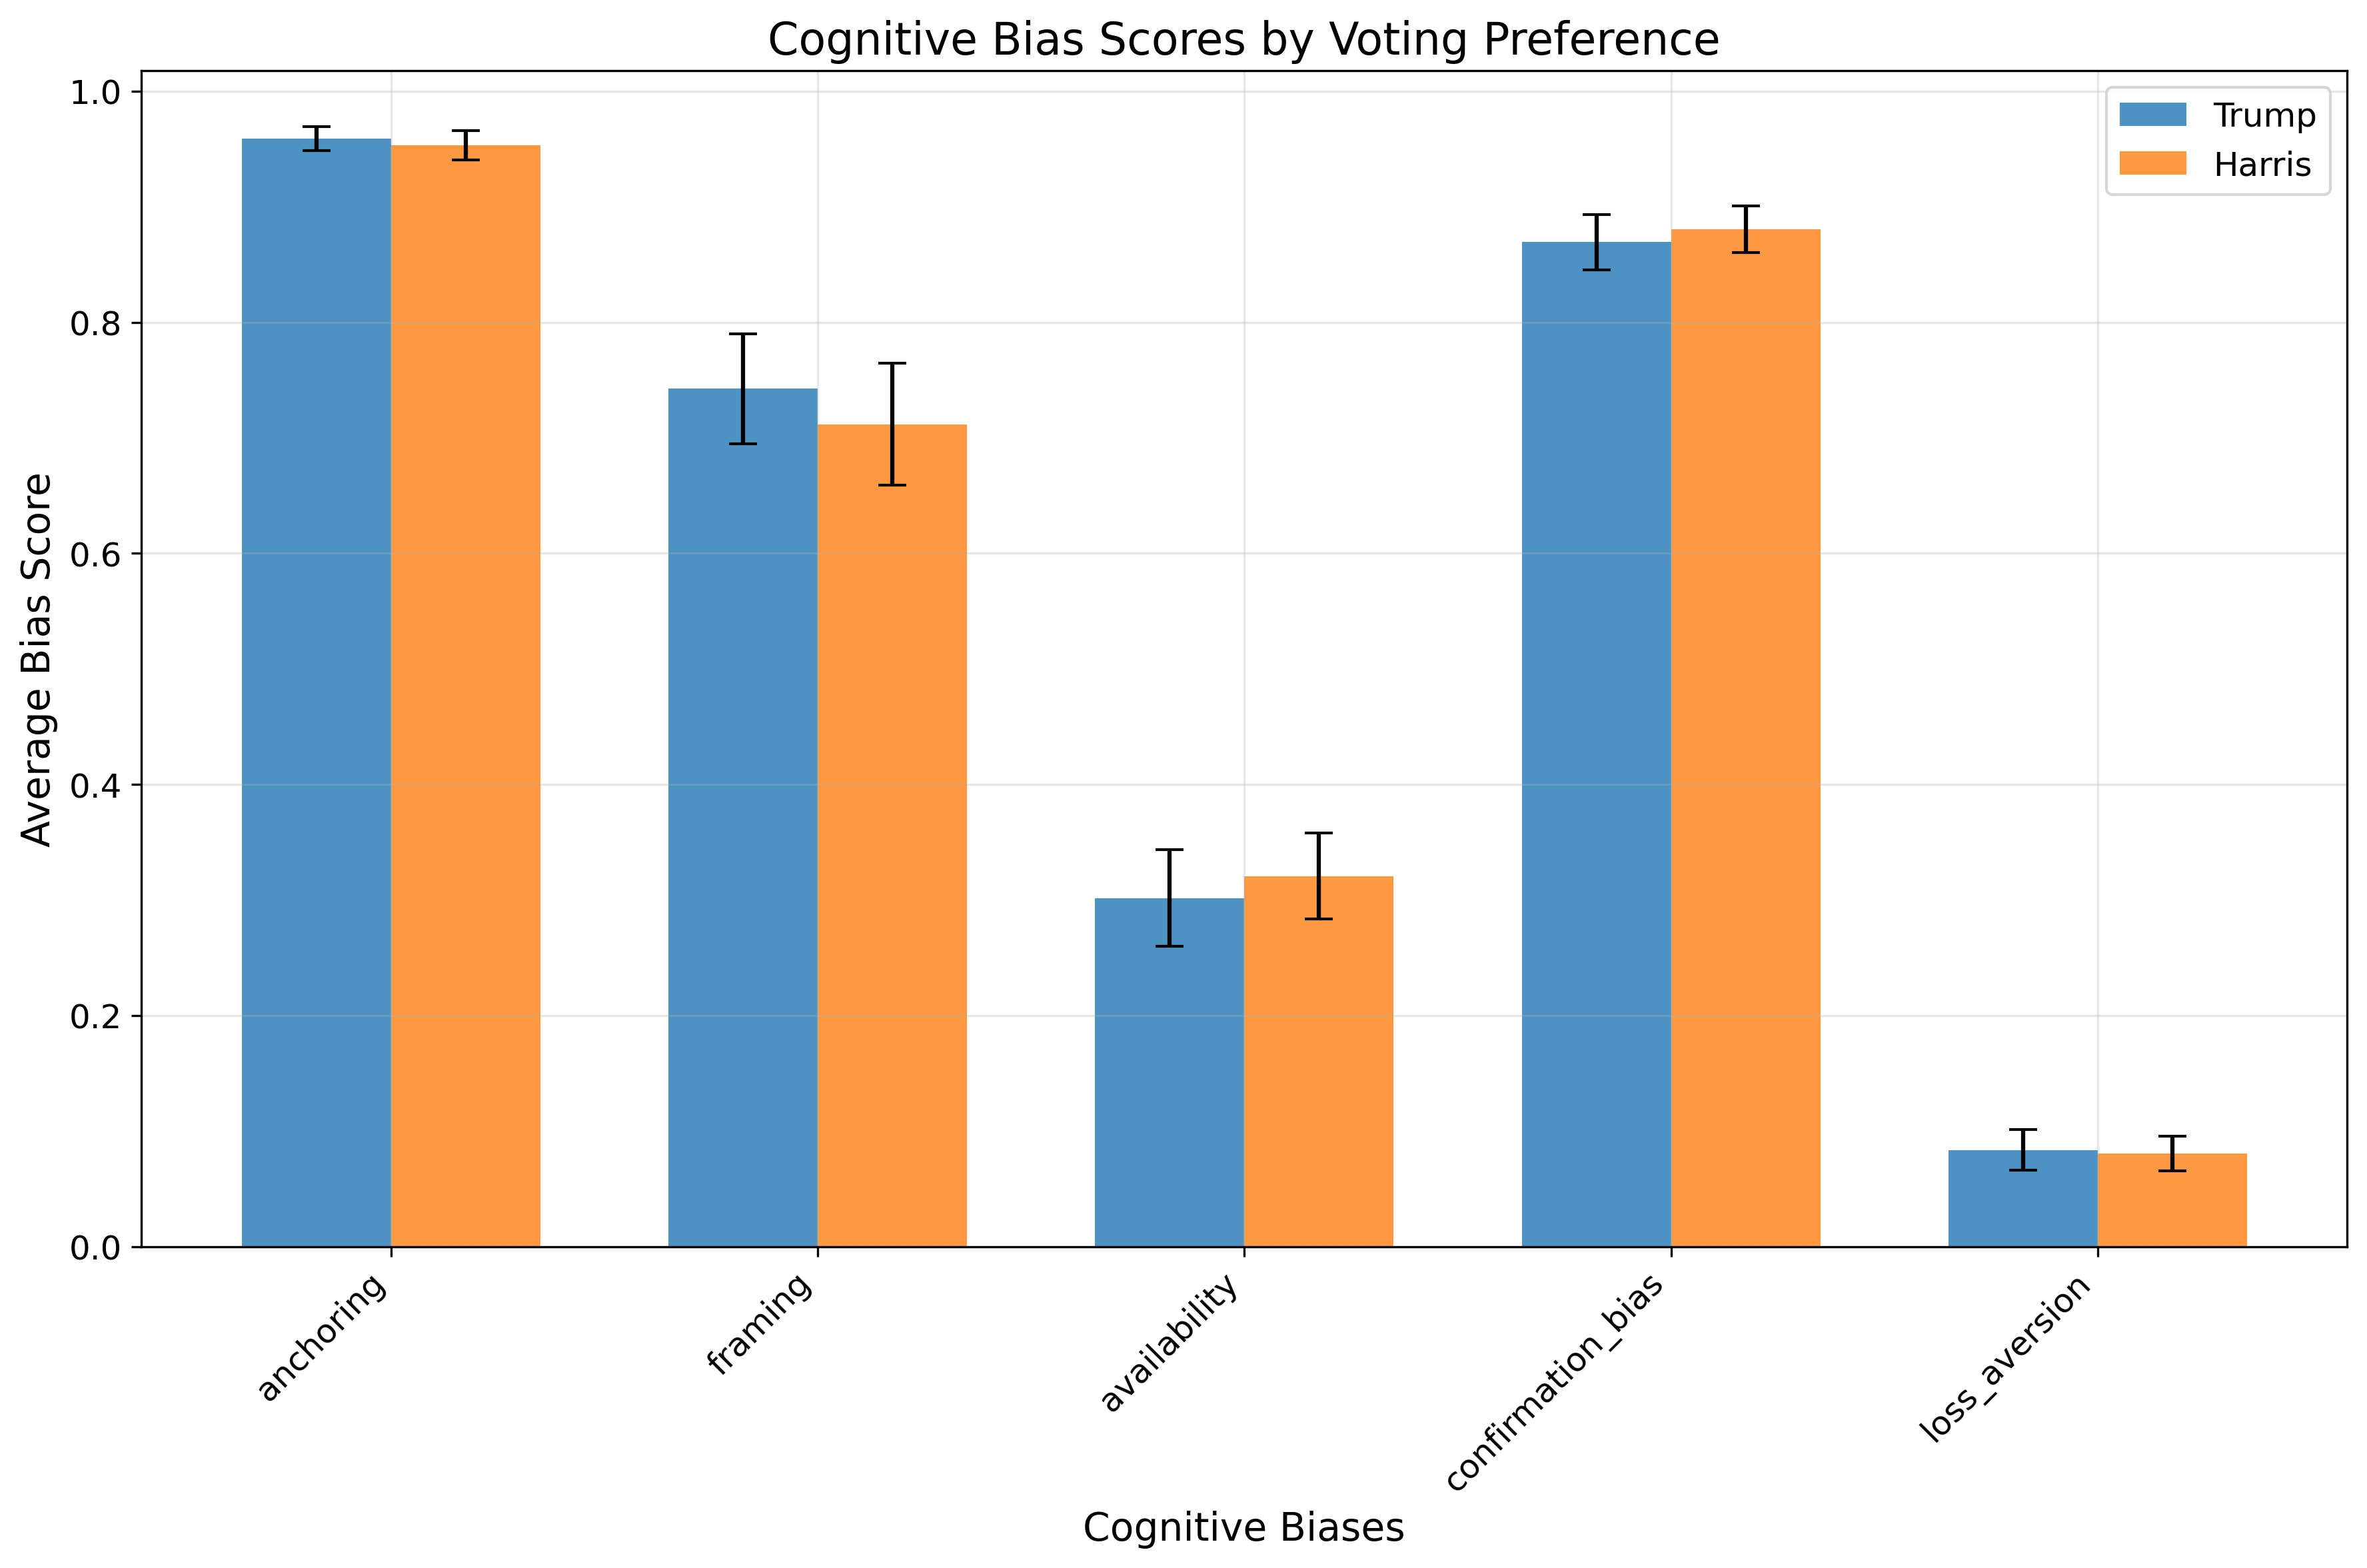 Cognitive Bias Scores by Voting Preference
Trump
Harris
Average Bias Score
1.0
0.8
0.6
0.4
0.2
0.0
anchoring
framing
availability
confirmation_bias
loss_aversion
Cognitive Biases